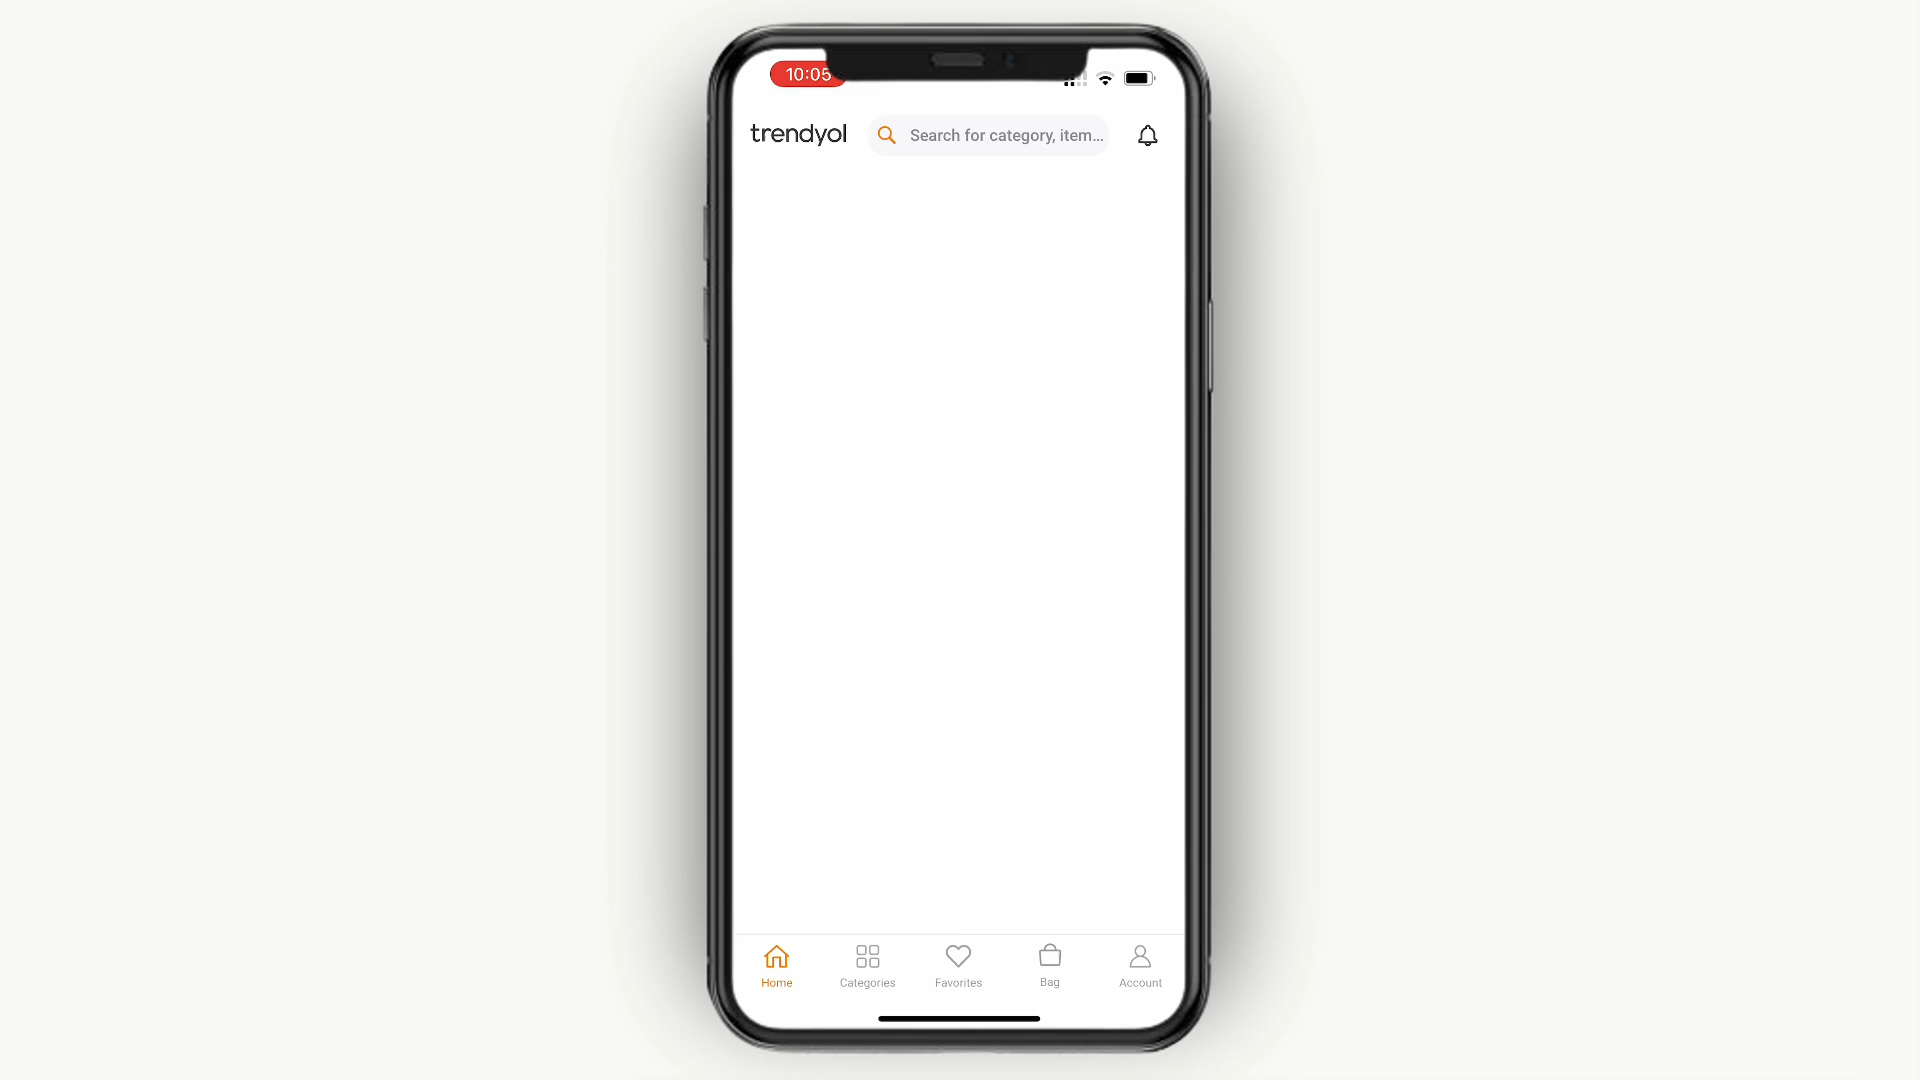 10:05
trendyol
Search for category, item...
Home
Categories
Favorites
Bag
Account